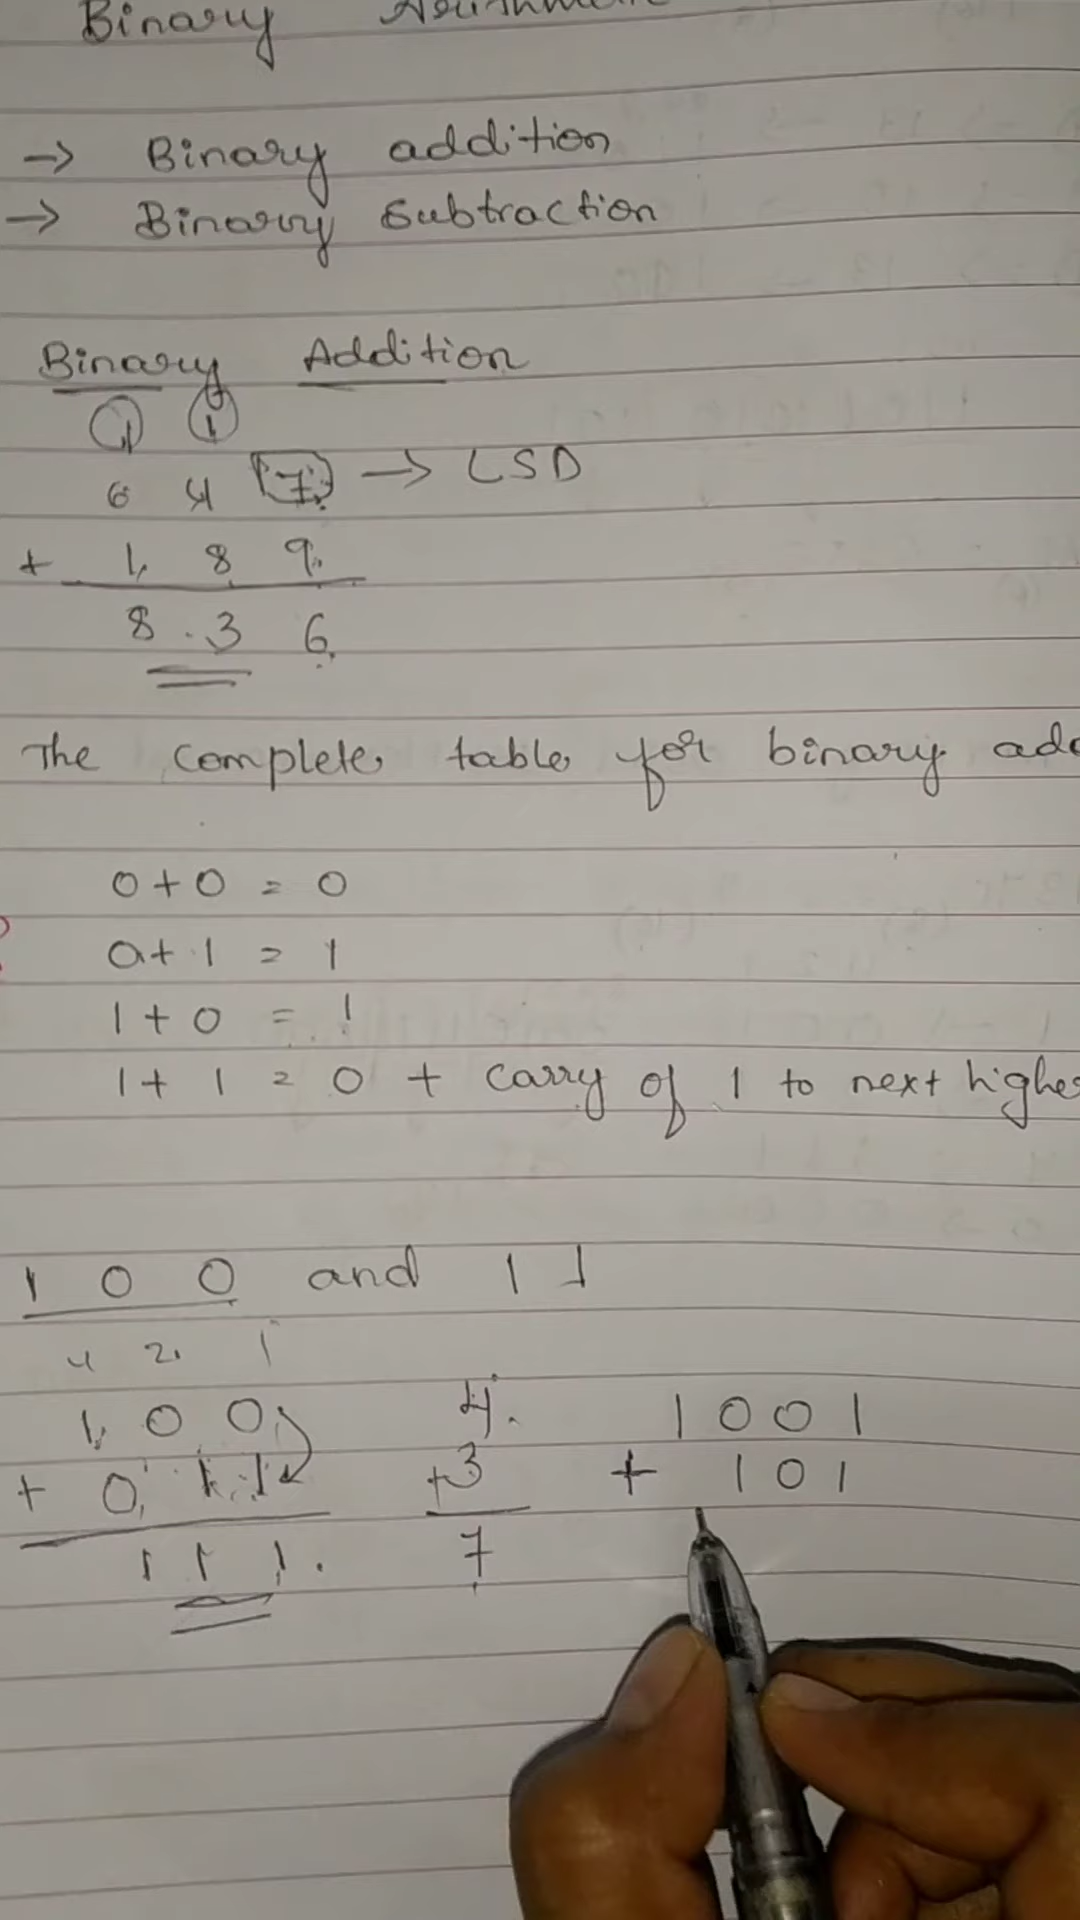 Binary
→ Binary addition
→ Binary Subtraction
Binary Addition
1 1
6 4 7 → LSD
+ 1 8 9
8 3 6
The complete table for binary
0 + 0 = 0
0 + 1 = 1
1 + 0 = 1
1 + 1 = 0 + carry of 1 to next
1 0 0 and 1 1
4 2 1
1 0 0 4 1 0 0 1
+ 0 1 1 +3 + 1 0 1
1 1 1 7